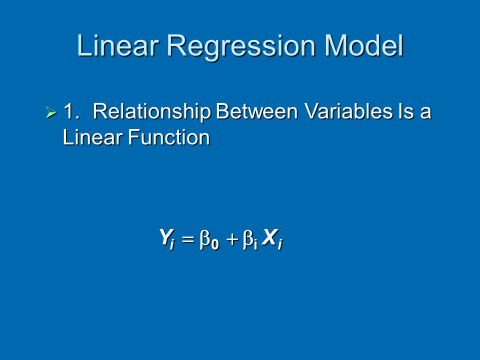 Linear Regression Model
1. Relationship Between Variables Is a
Linear Function
Yᵢ = β₀ + βᵢ Xᵢ